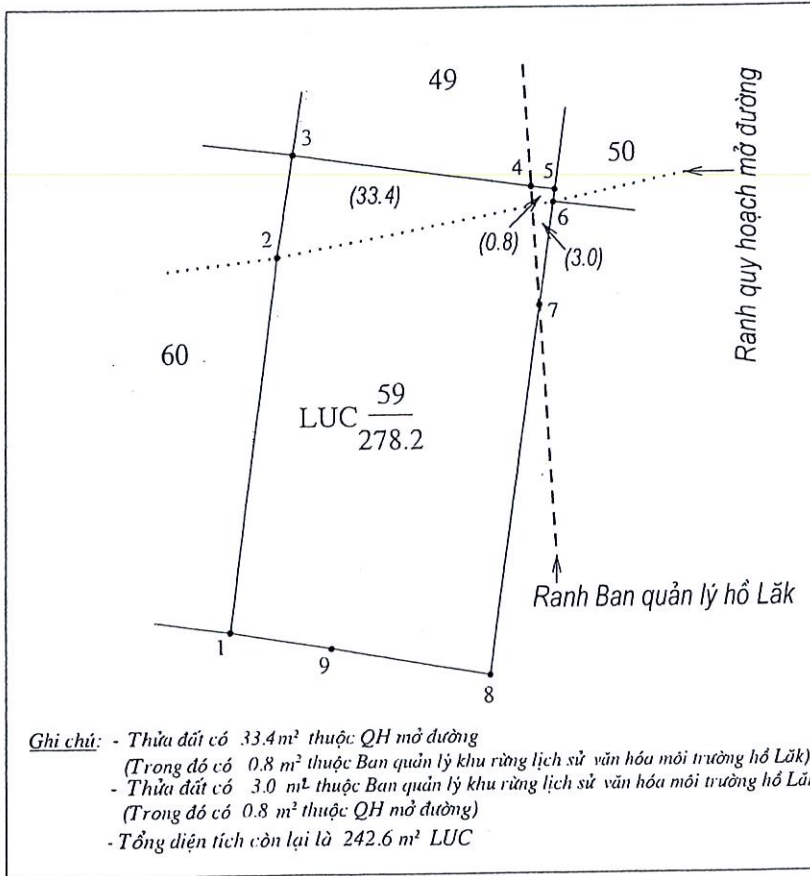 49
3
4
5
50
(33.4)
6
2
(0.8)
(3.0)
Ranh quy hoạch mở đường
7
60
LUC 59
278.2
Ranh Ban quản lý hồ Lăk
1
9
8
Ghi chú: - Thửa đất có 33.4m² thuộc QH mở đường
(Trong đó có 0.8 m² thuộc Ban quản lý khu rừng lịch sử văn hóa môi trường hồ Lăk)
- Thửa đất có 3.0 m² thuộc Ban quản lý khu rừng lịch sử văn hóa môi trường hồ Lăk
(Trong đó có 0.8 m² thuộc QH mở đường)
- Tổng diện tích còn lại là 242.6 m² LUC